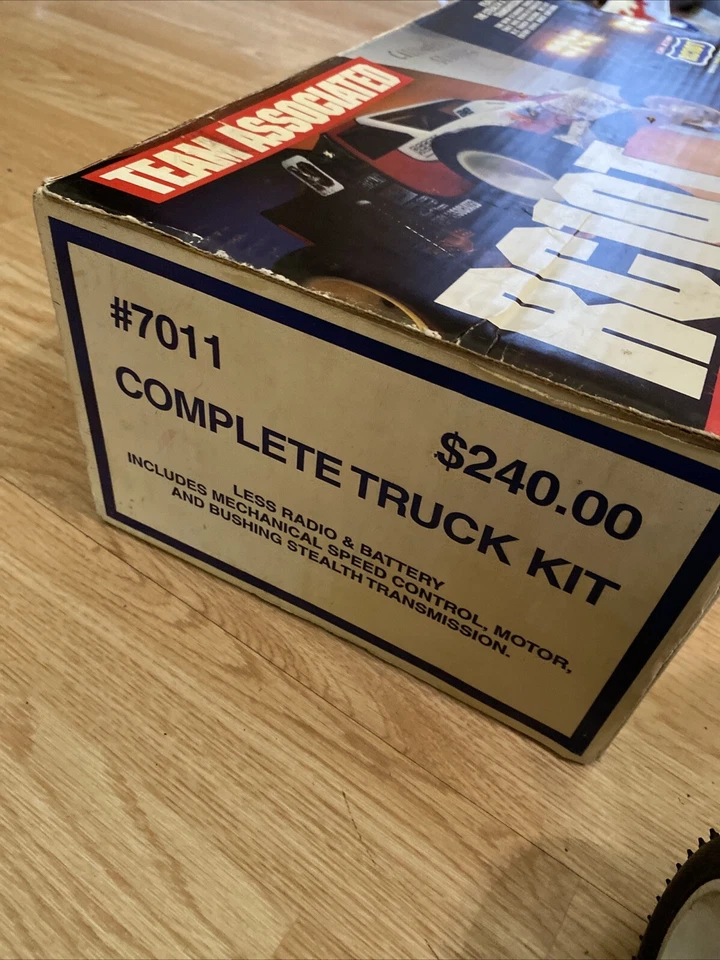 TEAM ASSOCIATED
RC10T
#7011
$240.00
COMPLETE TRUCK KIT
LESS RADIO & BATTERY
INCLUDES MECHANICAL SPEED CONTROL, MOTOR,
AND BUSHING STEALTH TRANSMISSION.